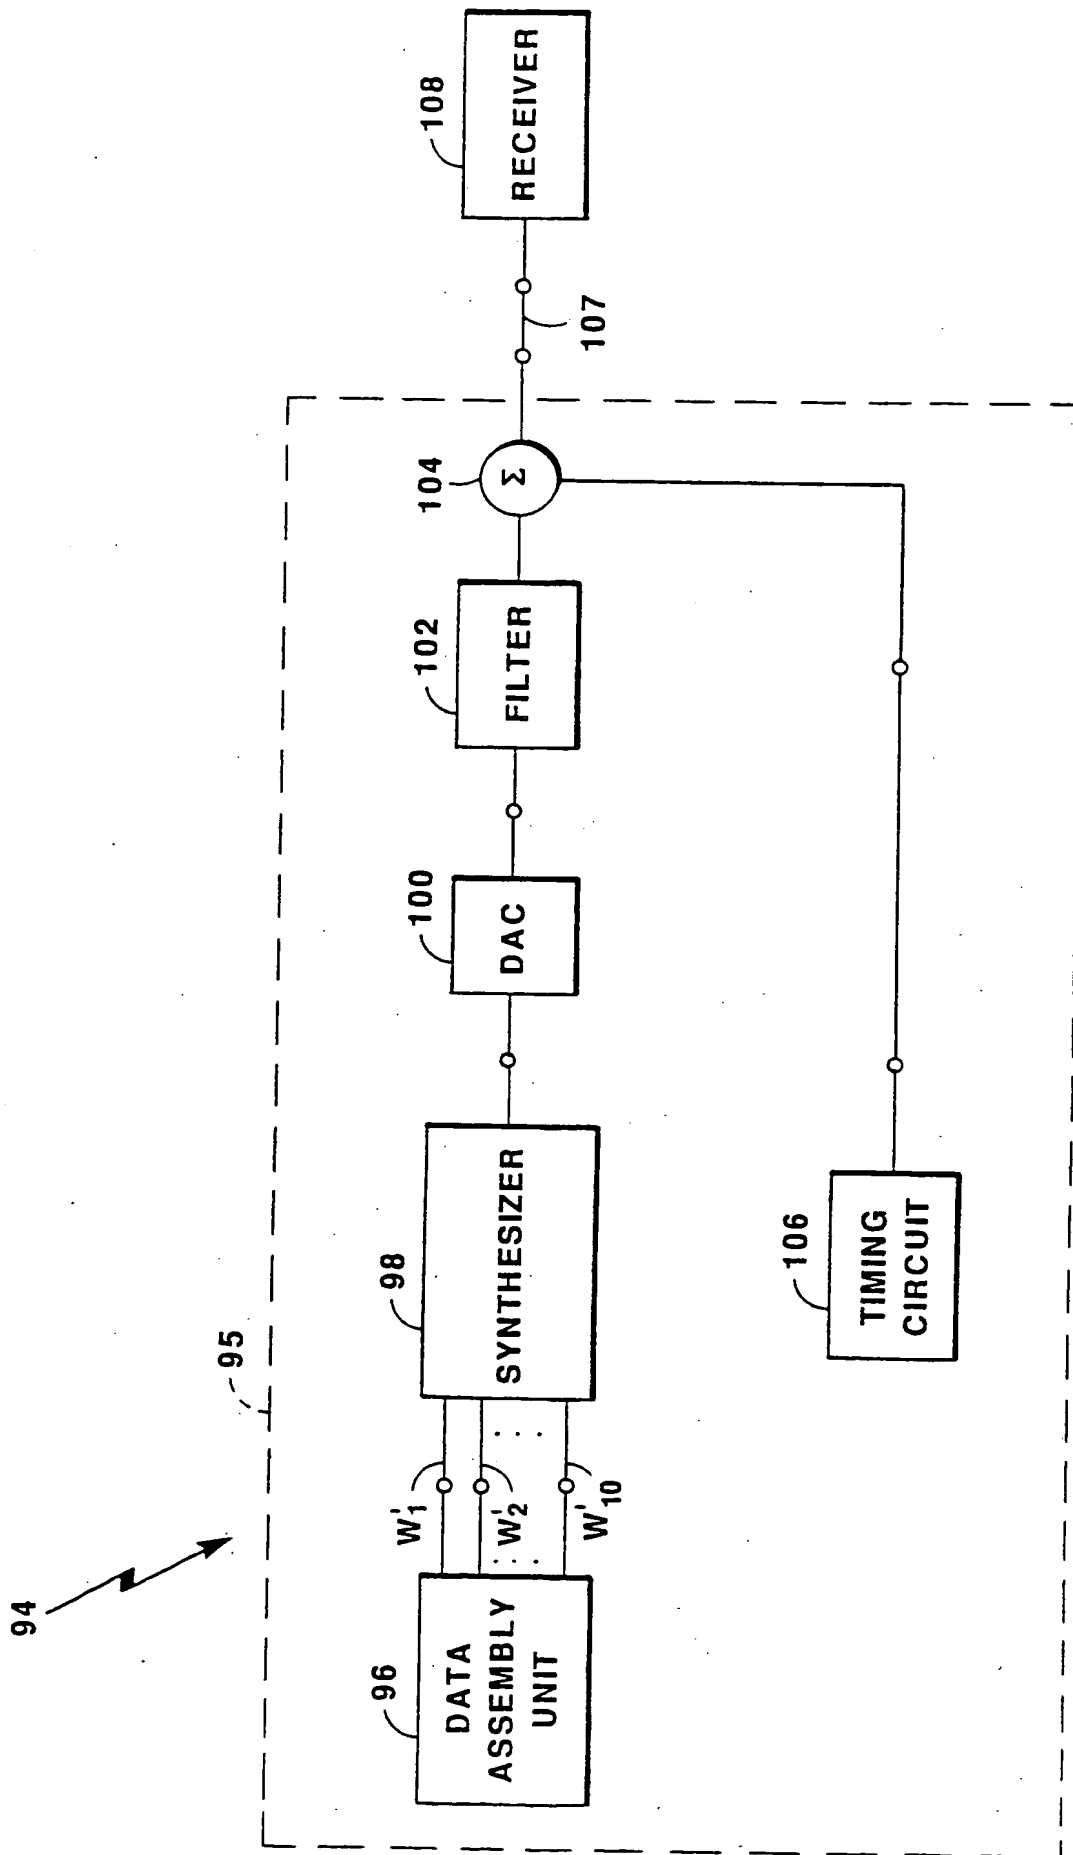 94
95
96
DATA
ASSEMBLY
UNIT
W'1
W'2
W'10
. . .
. . .
98
SYNTHESIZER
100
DAC
102
FILTER
104
Σ
106
TIMING
CIRCUIT
107
108
RECEIVER